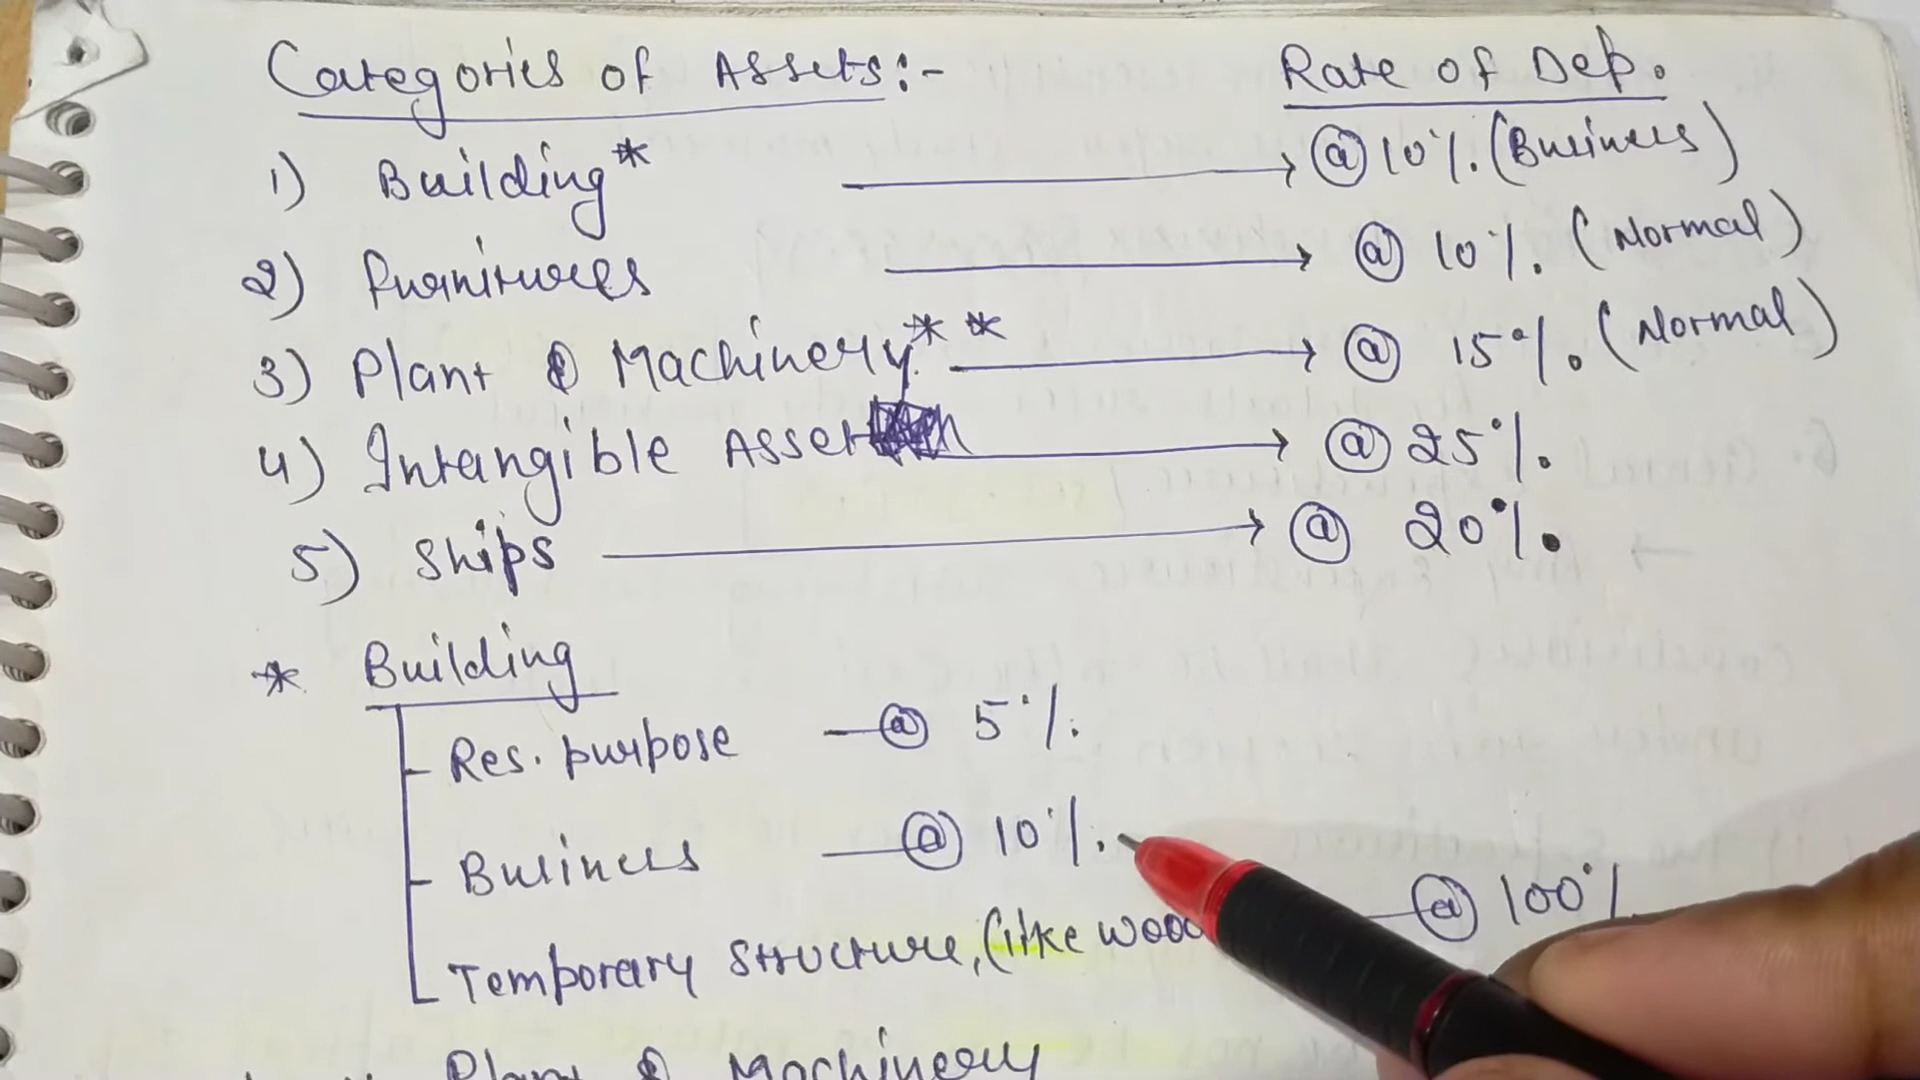 Categories of Assets:- Rate of Dep.
1) Building* → @ 10%. (Business)
2) furnitures → @ 10%. (Normal)
3) Plant & Machinery** → @ 15%. (Normal)
4) Intangible Asset → @ 25%.
5) Ships → @ 20%.
* Building
Res. purpose — @ 5%.
Business — @ 10%.
Temporary structure, (like wood — @ 100%
Plant & Machinery